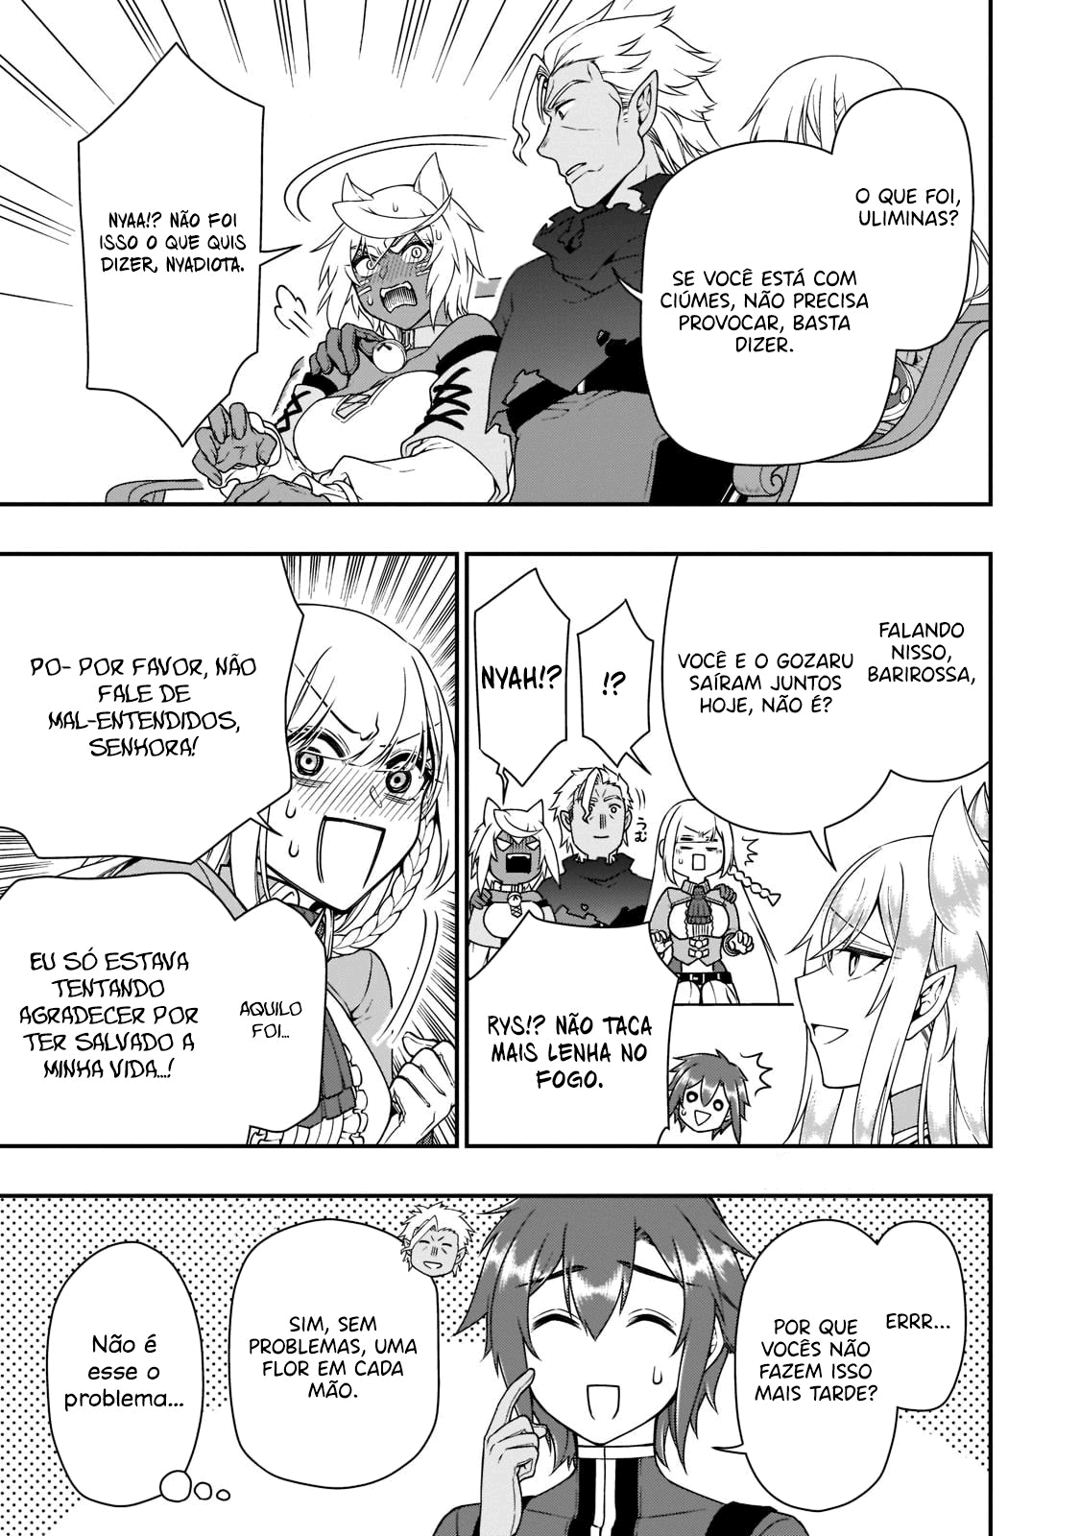 O QUE FOI,
ULIMINAS?
SE VOCÊ ESTÁ COM
CIÚMES, NÃO PRECISA
PROVOCAR, BASTA
DIZER.
NYAA!? NÃO FOI
ISSO O QUE QUIS
DIZER, NYADIOTA.
FALANDO
NISSO,
BARIROSSA,
VOCÊ E O GOZARU
SAÍRAM JUNTOS
HOJE, NÃO É?
!?
NYAH!?
うむ
RYS!? NÃO TACA
MAIS LENHA NO
FOGO.
PO- POR FAVOR, NÃO
FALE DE
MAL-ENTENDIDOS,
SENHORA!
AQUILO
FOI...
EU SÓ ESTAVA
TENTANDO
AGRADECER POR
TER SALVADO A
MINHA VIDA...!
ERRR...
POR QUE
VOCÊS NÃO
FAZEM ISSO
MAIS TARDE?
SIM, SEM
PROBLEMAS, UMA
FLOR EM CADA
MÃO.
Não é
esse o
problema...